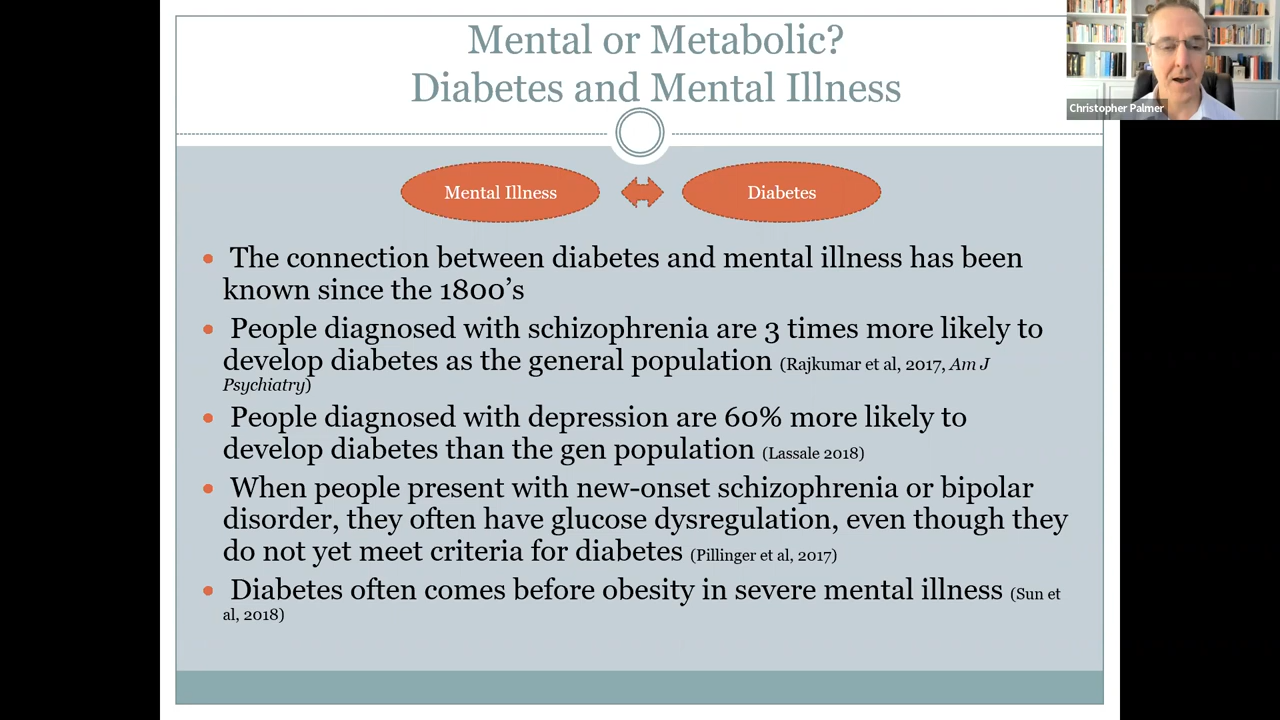 Mental or Metabolic?
Diabetes and Mental Illness
Christopher Palmer
Mental Illness
Diabetes
• The connection between diabetes and mental illness has been
known since the 1800’s
• People diagnosed with schizophrenia are 3 times more likely to
develop diabetes as the general population (Rajkumar et al, 2017, Am J
Psychiatry)
• People diagnosed with depression are 60% more likely to
develop diabetes than the gen population (Lassale 2018)
• When people present with new-onset schizophrenia or bipolar
disorder, they often have glucose dysregulation, even though they
do not yet meet criteria for diabetes (Pillinger et al, 2017)
• Diabetes often comes before obesity in severe mental illness (Sun et
al, 2018)